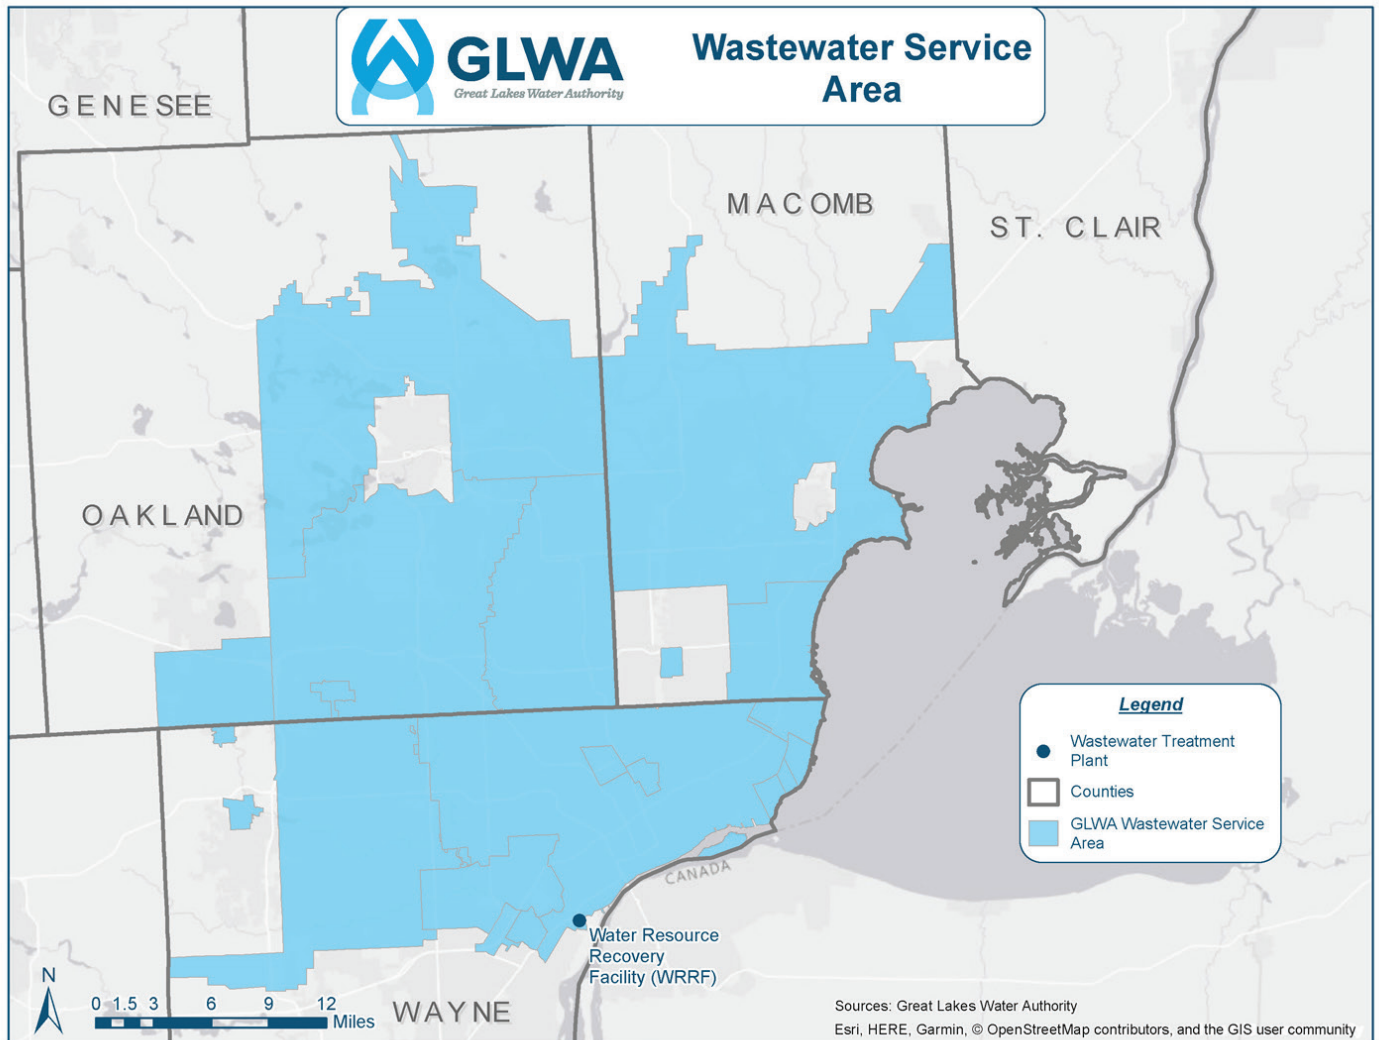 GLWA
Great Lakes Water Authority
Wastewater Service
Area
GENESEE
MACOMB
ST. CLAIR
OAKLAND
Legend
Wastewater Treatment
Plant
Counties
GLWA Wastewater Service
Area
CANADA
Water Resource
Recovery
Facility (WRRF)
WAYNE
N
0 1.5 3 6 9 12
Miles
Sources: Great Lakes Water Authority
Esri, HERE, Garmin, © OpenStreetMap contributors, and the GIS user community